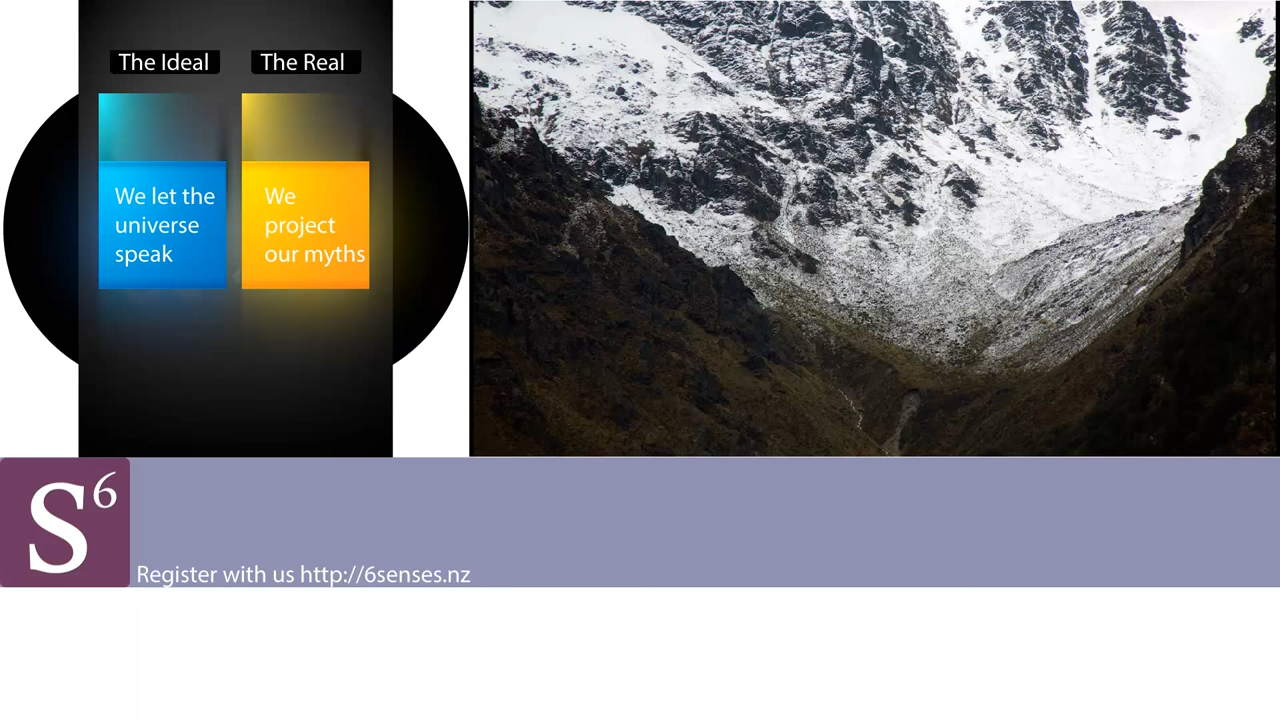 The Ideal
The Real
We let the
universe
speak
We
project
our myths
S6
Register with us http://6senses.nz